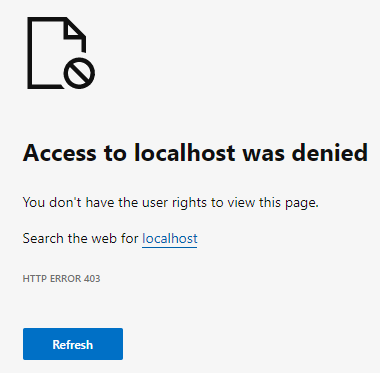 Access to localhost was denied
You don't have the user rights to view this page.
Search the web for localhost
HTTP ERROR 403
Refresh